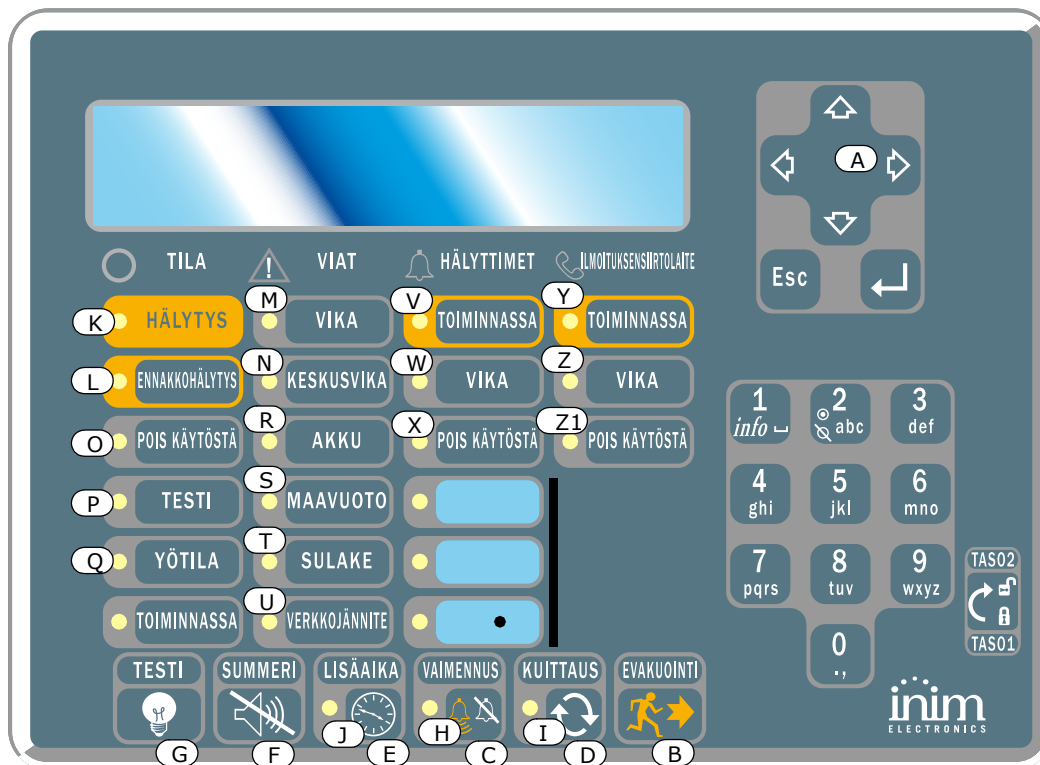 A
TILA VIAT HÄLYTTIMET ILMOITUKSENSIIRTOLAITE
Esc
K HÄLYTYS M VIKA V TOIMINNASSA Y TOIMINNASSA
L ENNAKKOHÄLYTYS N KESKUSVIKA W VIKA Z VIKA
O POIS KÄYTÖSTÄ R AKKU X POIS KÄYTÖSTÄ Z1 POIS KÄYTÖSTÄ
P TESTI S MAAVUOTO
Q YÖTILA T SULAKE
TOIMINNASSA U VERKKOJÄNNITE
1 2 3
info abc def
4 5 6
ghi jkl mno
7 8 9
pqrs tuv wxyz
0
.,
TASO2
TASO1
TESTI SUMMERI LISÄAIKA VAIMENNUS KUITTAUS EVAKUOINTI
G F J E H C I D B
inim
ELECTRONICS